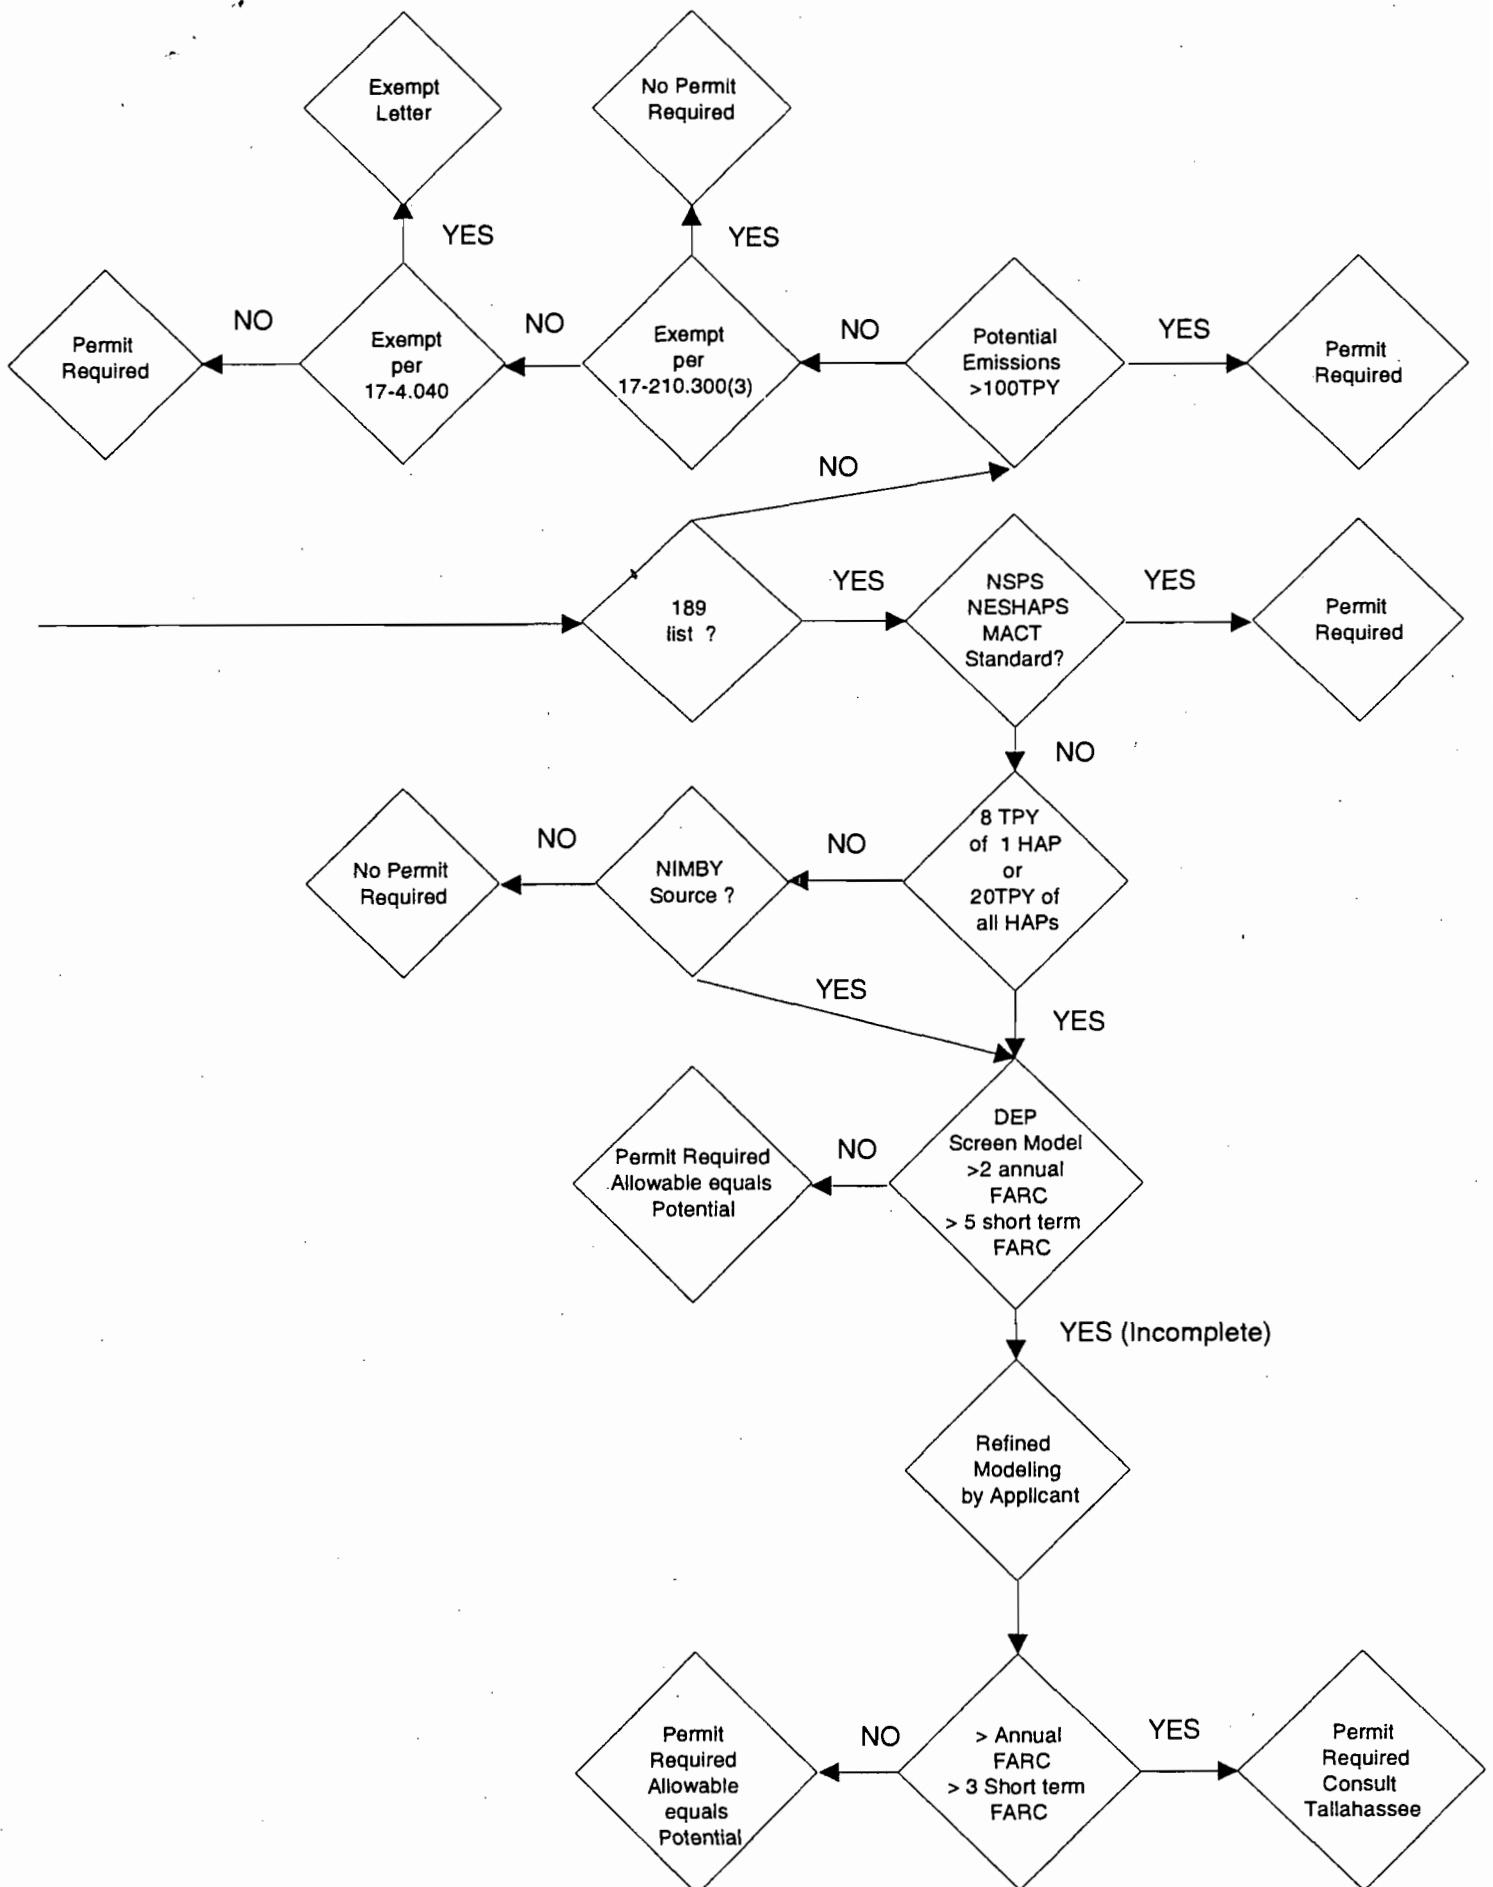 Exempt
Letter
No Permit
Required
YES
YES
Permit
Required
NO
Exempt
per
17-4.040
NO
Exempt
per
17-210.300(3)
NO
Potential
Emissions
>100TPY
YES
Permit
Required
NO
189
list ?
YES
NSPS
NESHAPS
MACT
Standard?
YES
Permit
Required
NO
No Permit
Required
NO
NIMBY
Source ?
NO
8 TPY
of 1 HAP
or
20TPY of
all HAPs
YES
YES
Permit Required
Allowable equals
Potential
NO
DEP
Screen Model
>2 annual
FARC
> 5 short term
FARC
YES (Incomplete)
Refined
Modeling
by Applicant
Permit
Required
Allowable
equals
Potential
NO
> Annual
FARC
> 3 Short term
FARC
YES
Permit
Required
Consult
Tallahassee